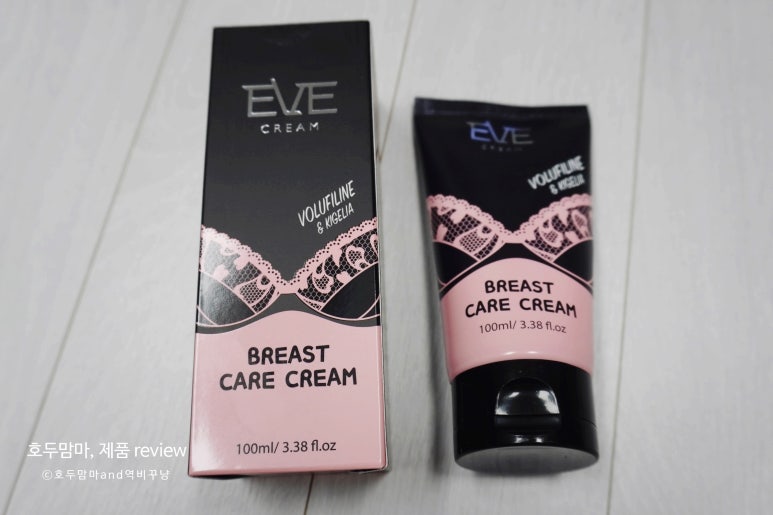 EVE
CREAM
VOLUFILINE
& KIGELIA
BREAST
CARE CREAM
100ml/ 3.38 fl.oz
EVE
CREAM
VOLUFILINE
& KIGELIA
BREAST
CARE CREAM
100ml/ 3.38 fl.oz
호두맘마, 제품 review
ⓒ호두맘마and역비꾸냥